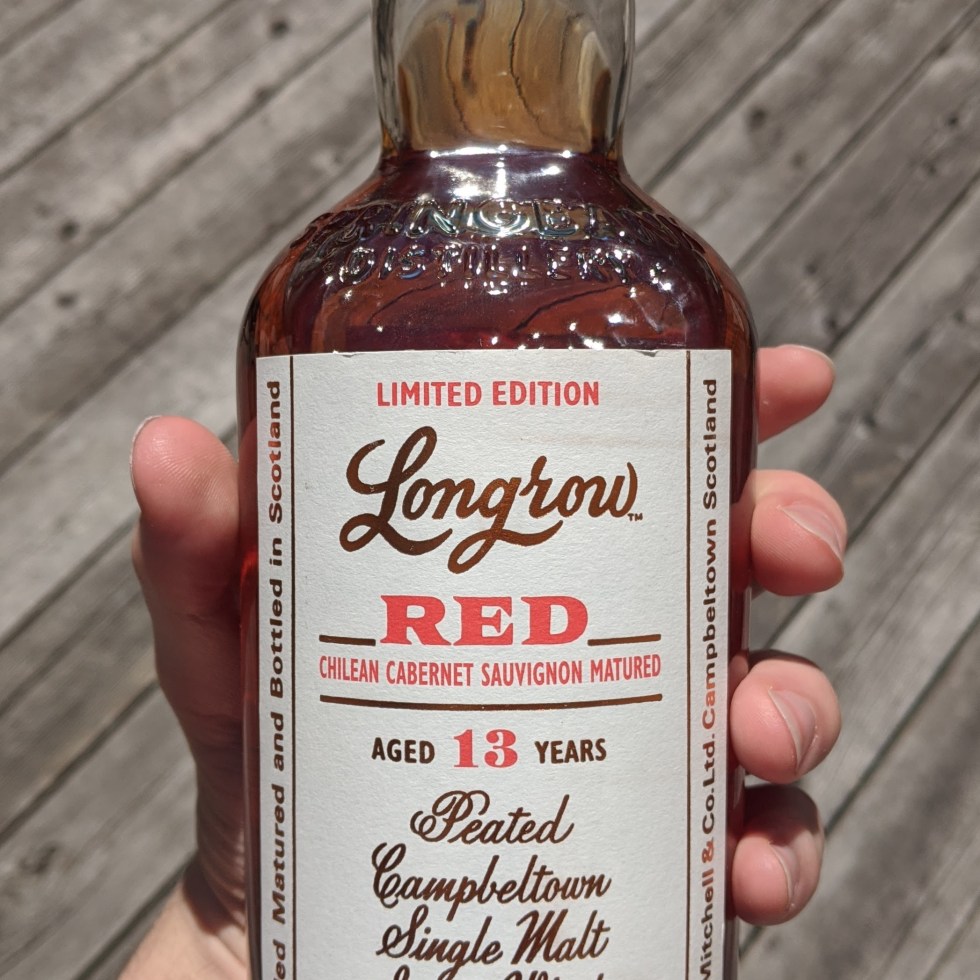 DISTILLERY
LIMITED EDITION
Longrow™
RED
CHILEAN CABERNET SAUVIGNON MATURED
AGED 13 YEARS
Peated
Campbeltown
Single Malt
Matured and Bottled in Scotland
Mitchell & Co. Ltd. Campbeltown Scotland